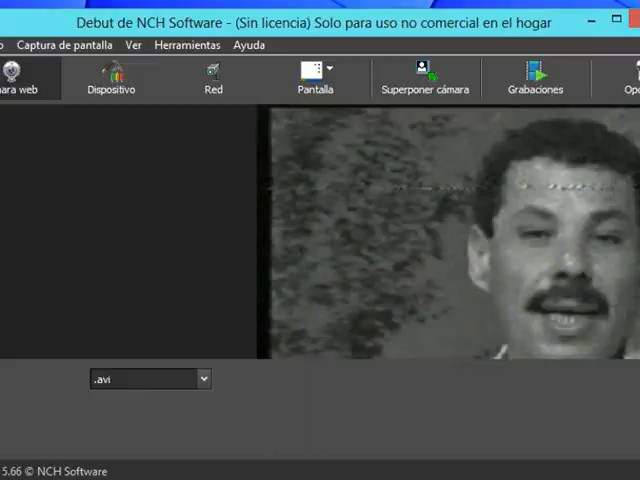 Debut de NCH Software - (Sin licencia) Solo para uso no comercial en el hogar
Captura de pantalla Ver Herramientas Ayuda
web Dispositivo Red Pantalla Superponer cámara Grabaciones
.avi
5.66 © NCH Software